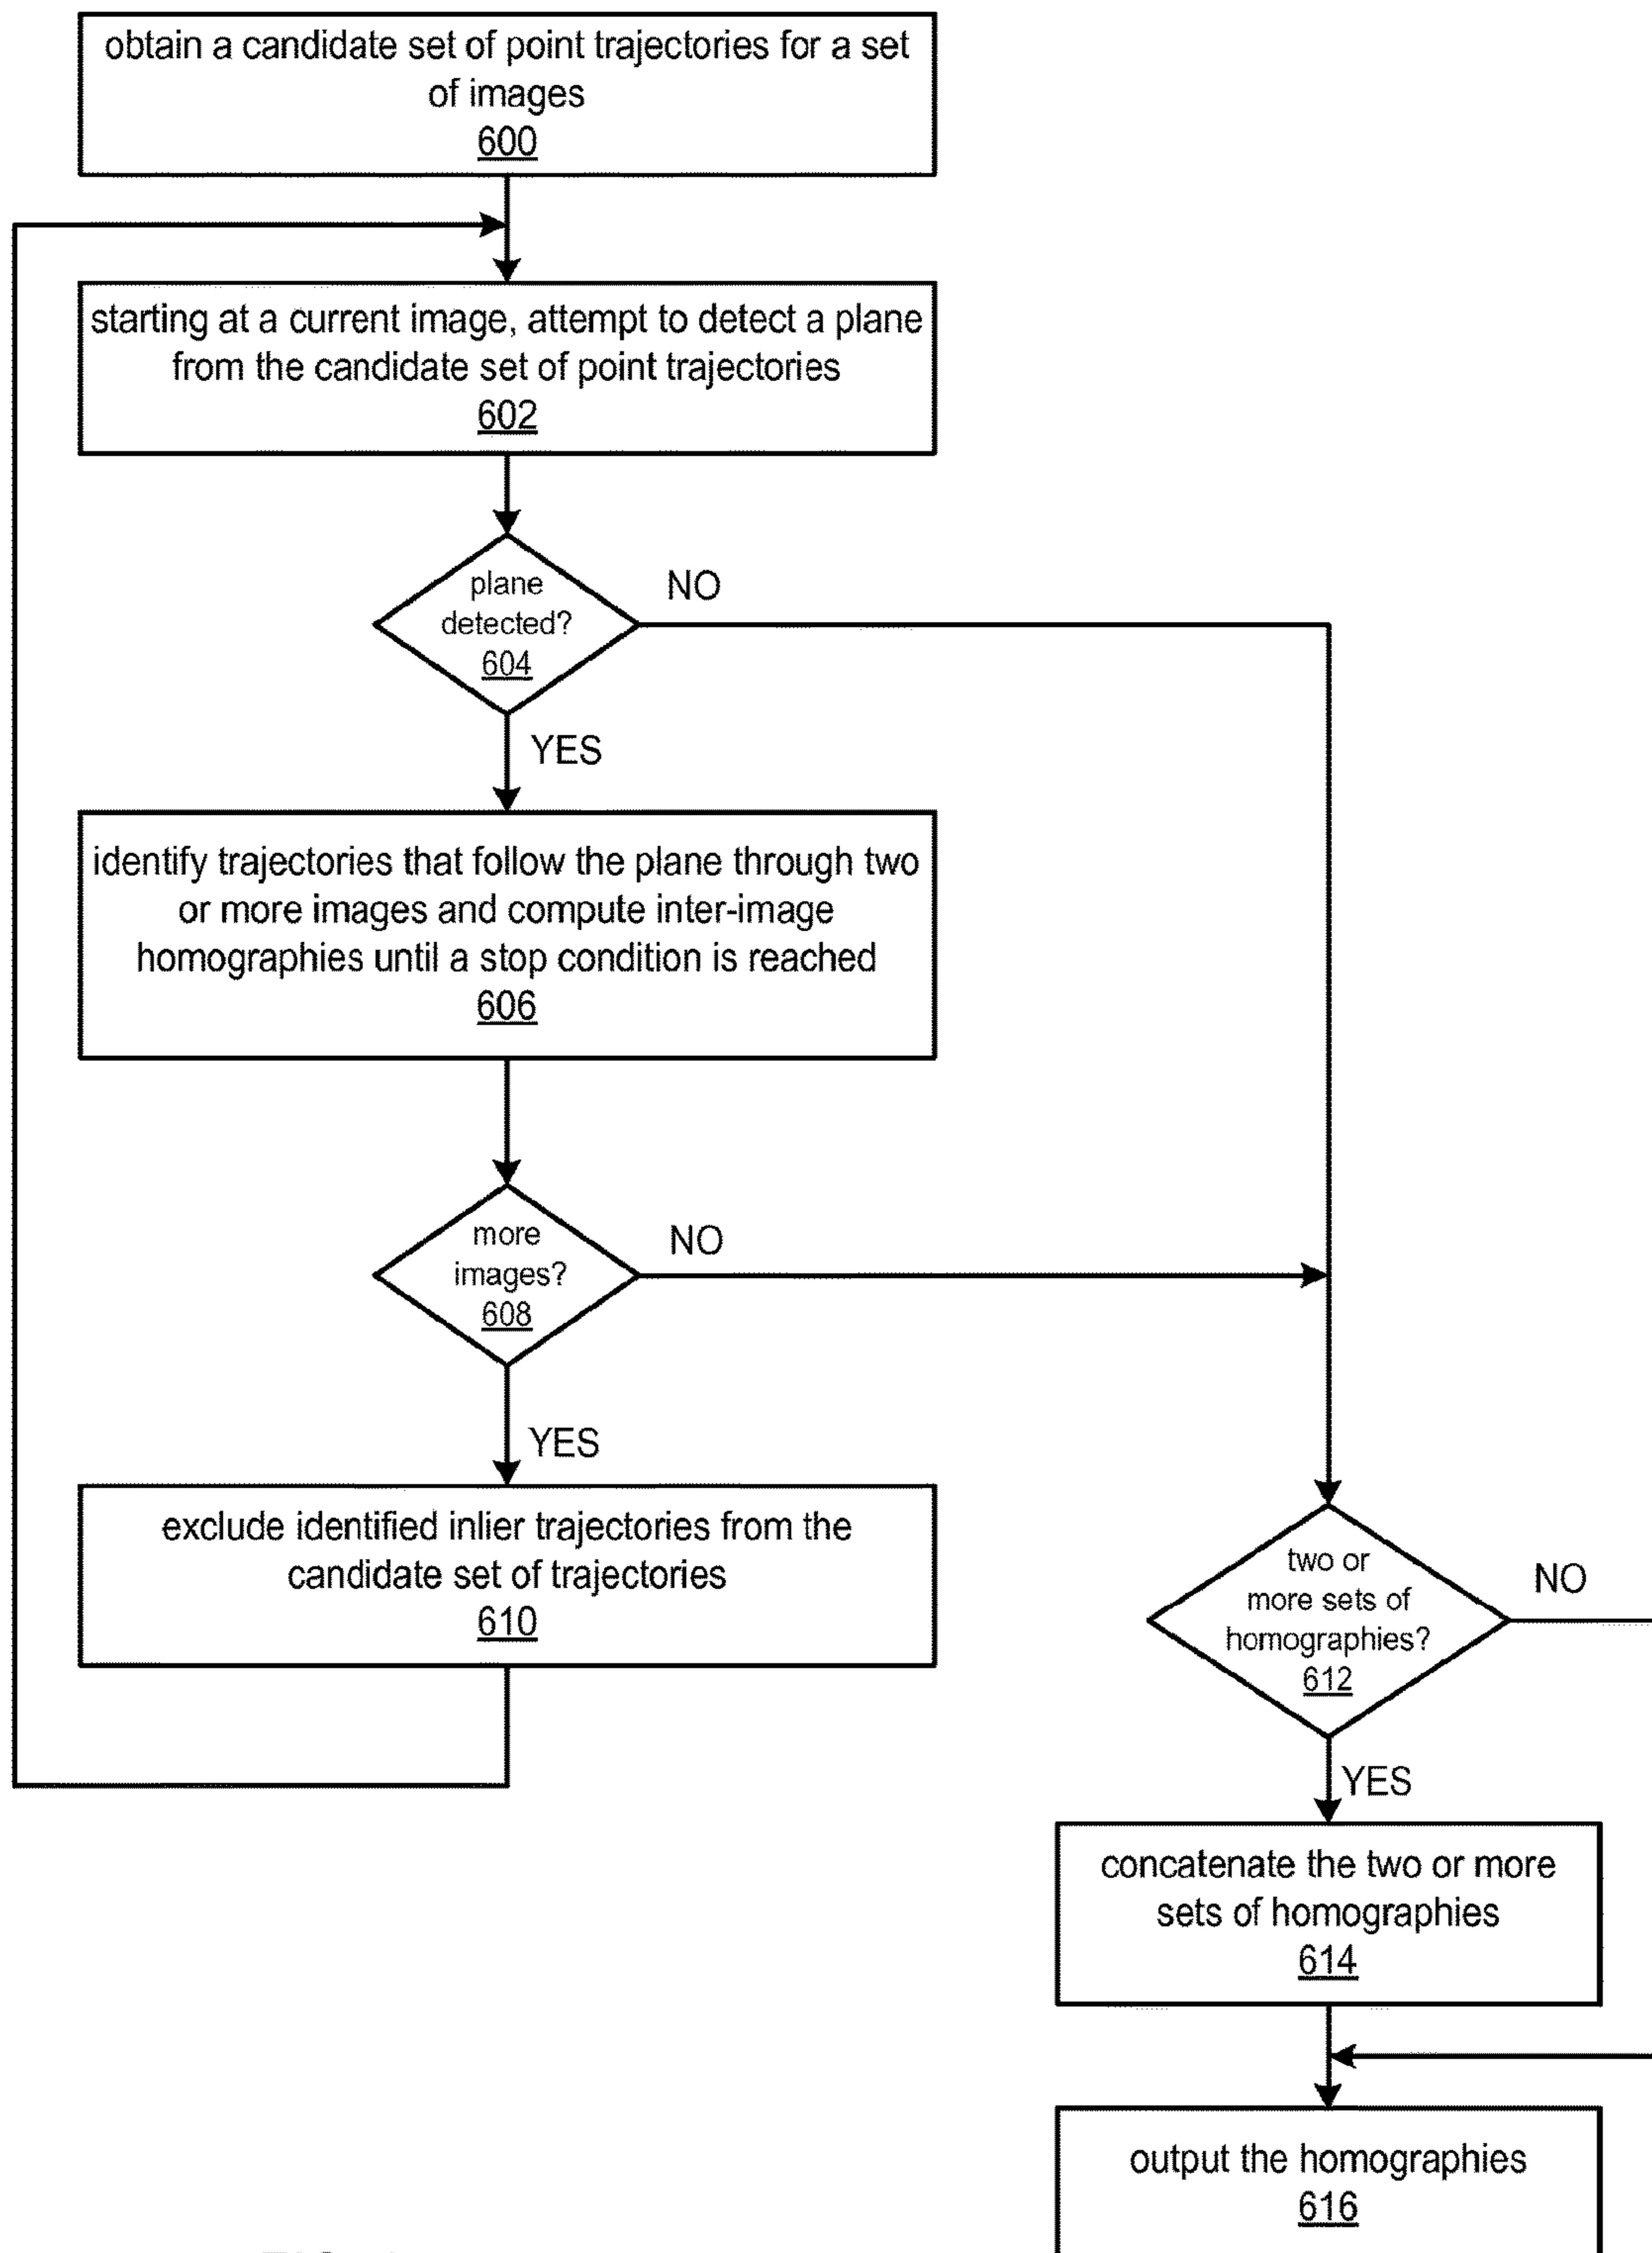 obtain a candidate set of point trajectories for a set
of images
600
starting at a current image, attempt to detect a plane
from the candidate set of point trajectories
602
plane
detected?
604
NO
YES
identify trajectories that follow the plane through two
or more images and compute inter-image
homographies until a stop condition is reached
606
more
images?
608
NO
YES
exclude identified inlier trajectories from the
candidate set of trajectories
610
two or
more sets of
homographies?
612
NO
YES
concatenate the two or more
sets of homographies
614
output the homographies
616